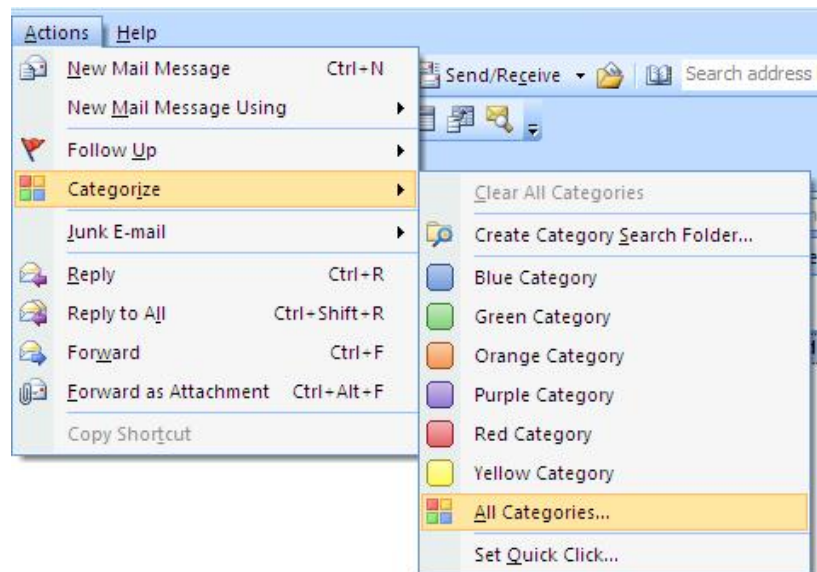 Actions Help
New Mail Message Ctrl+N
Send/Receive
Search address
New Mail Message Using
Follow Up
Categorize
Clear All Categories
Junk E-mail
Create Category Search Folder...
Reply Ctrl+R
Blue Category
Reply to All Ctrl+Shift+R
Green Category
Forward Ctrl+F
Orange Category
Forward as Attachment Ctrl+Alt+F
Purple Category
Copy Shortcut
Red Category
Yellow Category
All Categories...
Set Quick Click...